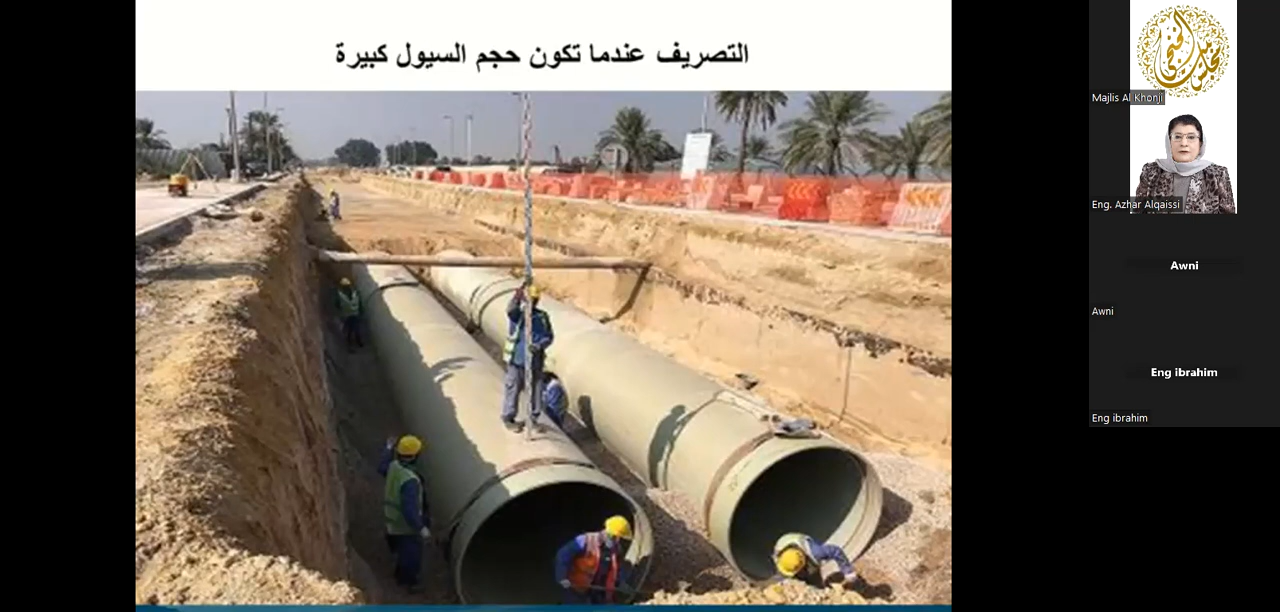 التصريف عندما تكون حجم السيول كبيرة
Majlis Al Khonji
Eng. Azhar Alqaissi
Awni
Awni
Eng ibrahim
Eng ibrahim